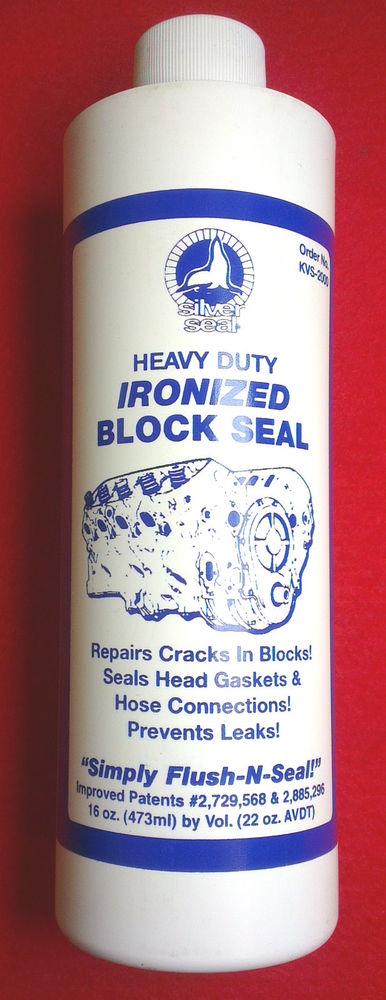 Order No.
KVS-2000
silver
seal
HEAVY DUTY
IRONIZED
BLOCK SEAL
Repairs Cracks In Blocks!
Seals Head Gaskets &
Hose Connections!
Prevents Leaks!
"Simply Flush-N-Seal!"
Improved Patents #2,729,568 & 2,885,296
16 oz. (473ml) by Vol. (22 oz. AVDT)